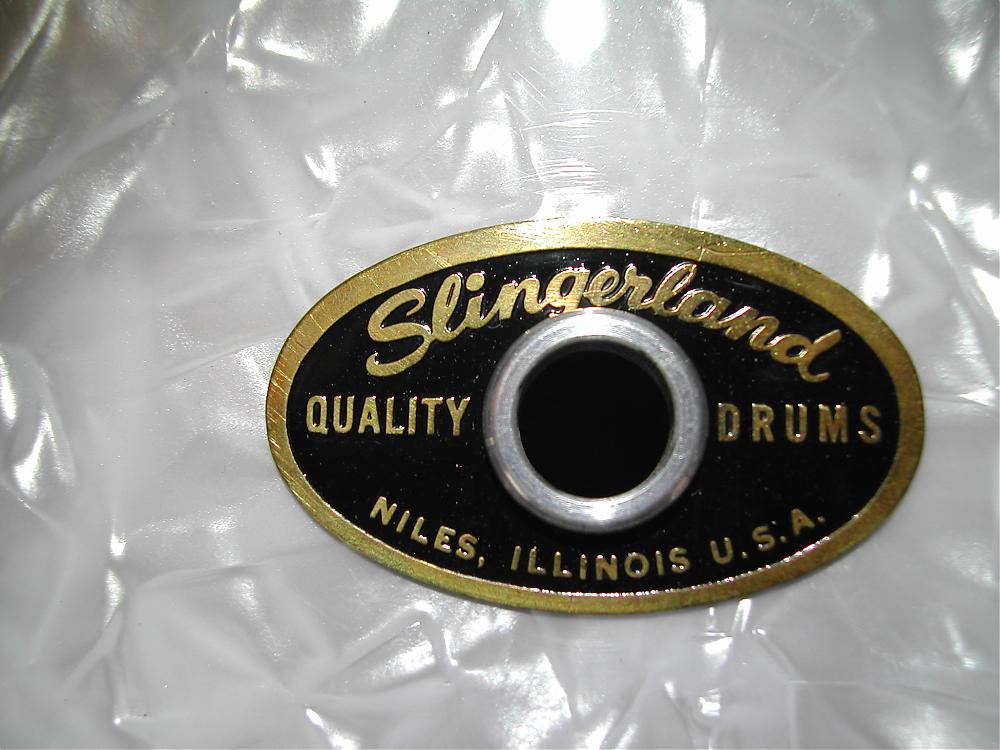 Slingerland
QUALITY DRUMS
NILES, ILLINOIS U.S.A.